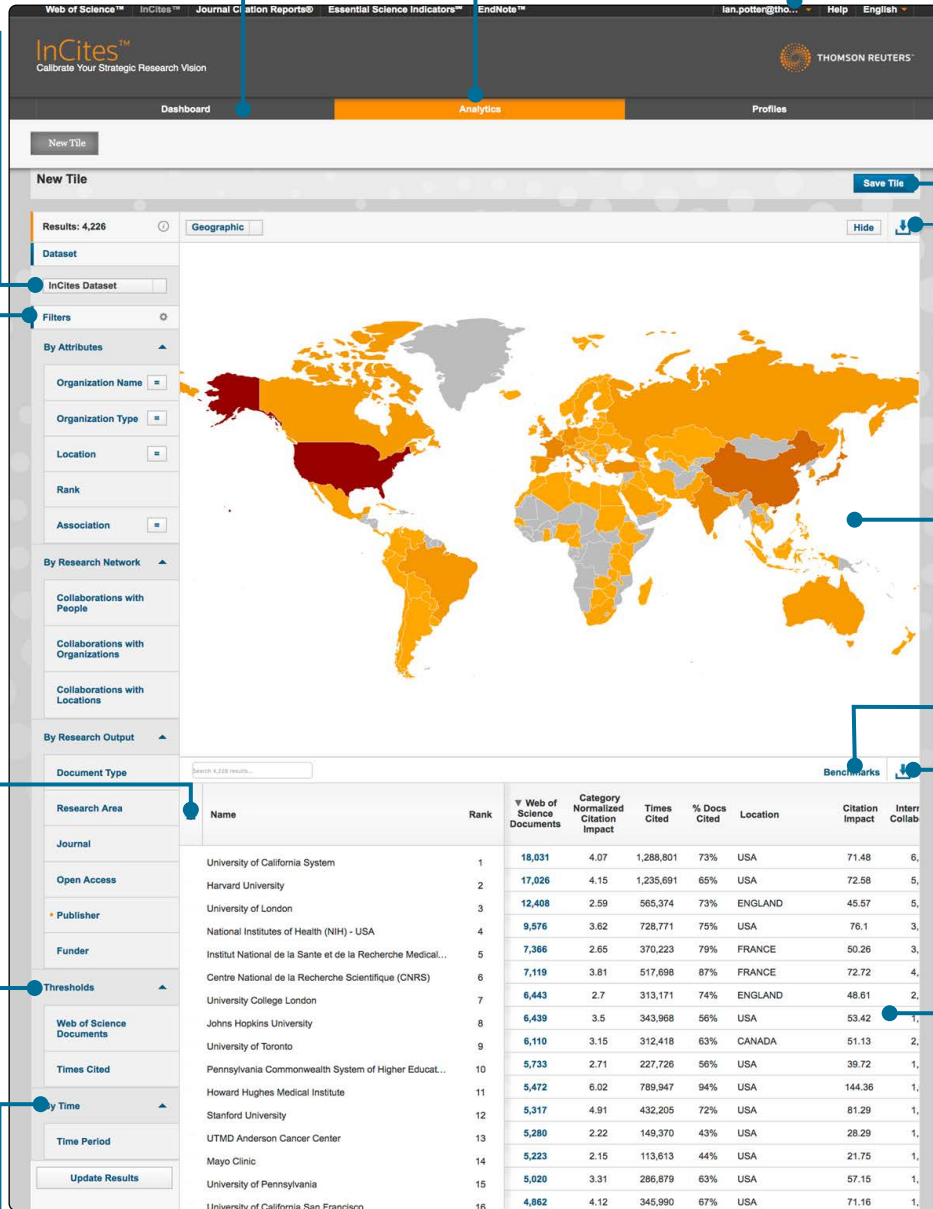 Web of Science™ InCites™ Journal Citation Reports® Essential Science Indicators℠ EndNote™ ian.potter@tho... Help English
InCites™
Calibrate Your Strategic Research Vision
THOMSON REUTERS™
Dashboard Analytics Profiles
New Tile
New Tile
Save Tile
Results: 4,226
Geographic
Hide
Dataset
InCites Dataset
Filters
By Attributes
Organization Name =
Organization Type =
Location =
Rank
Association =
By Research Network
Collaborations with
People
Collaborations with
Organizations
Collaborations with
Locations
By Research Output
Document Type
Research Area
Journal
Open Access
Publisher
Funder
Thresholds
Web of Science
Documents
Times Cited
By Time
Time Period
Update Results
Search 4,226 results...
Benchmarks
Name Rank ▼ Web of Science Documents Category Normalized Citation Impact Times Cited % Docs Cited Location Citation Impact
University of California System 1 18,031 4.07 1,288,801 73% USA 71.48 6,
Harvard University 2 17,026 4.15 1,235,691 65% USA 72.58 5,
University of London 3 12,408 2.59 565,374 73% ENGLAND 45.57 5,
National Institutes of Health (NIH) - USA 4 9,576 3.62 728,771 75% USA 76.1 3,
Institut National de la Sante et de la Recherche Medical... 5 7,366 2.65 370,223 79% FRANCE 50.26 3,
Centre National de la Recherche Scientifique (CNRS) 6 7,119 3.81 517,698 87% FRANCE 72.72 4,
University College London 7 6,443 2.7 313,171 74% ENGLAND 48.61 2,
Johns Hopkins University 8 6,439 3.5 343,968 56% USA 53.42 1,
University of Toronto 9 6,110 3.15 312,418 63% CANADA 51.13 2,
Pennsylvania Commonwealth System of Higher Educat... 10 5,733 2.71 227,726 56% USA 39.72 1,
Howard Hughes Medical Institute 11 5,472 6.02 789,947 94% USA 144.36 1,
Stanford University 12 5,317 4.91 432,205 72% USA 81.29 1,
UTMD Anderson Cancer Center 13 5,280 2.22 149,370 43% USA 28.29 1,
Mayo Clinic 14 5,223 2.15 113,613 44% USA 21.75 1,
University of Pennsylvania 15 5,020 3.31 286,879 63% USA 57.15 1,
University of California San Francisco 16 4,862 4.12 345,990 67% USA 71.16 1,